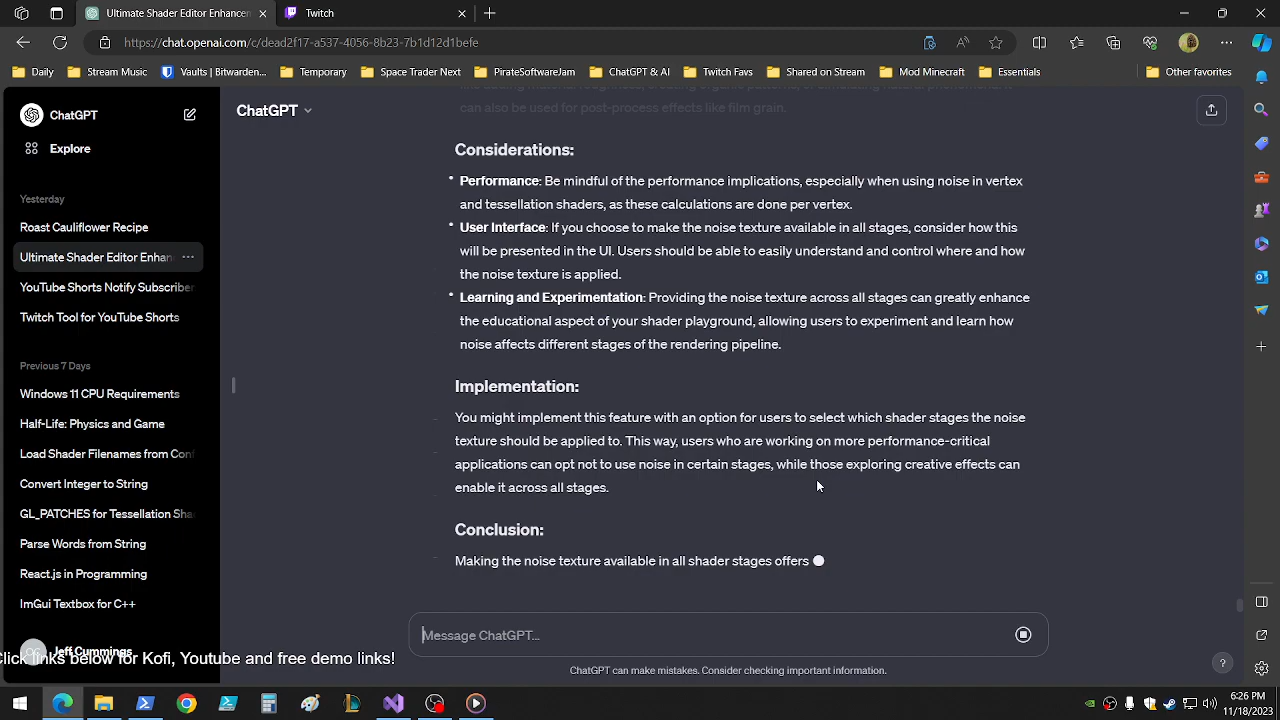 Ultimate Shader Editor Enhancen
Twitch
https://chat.openai.com/c/dead2f17-a537-4056-8b23-7b1d12d1befe
Daily
Stream Music
Vaults | Bitwarden...
Temporary
Space Trader Next
PirateSoftwareJam
ChatGPT & AI
Twitch Favs
Shared on Stream
Mod Minecraft
Essentials
Other favorites
ChatGPT
Explore
Yesterday
Roast Cauliflower Recipe
Ultimate Shader Editor Enhan
YouTube Shorts Notify Subscriber
Twitch Tool for YouTube Shorts
Previous 7 Days
Windows 11 CPU Requirements
Half-Life: Physics and Game
Load Shader Filenames from Conf
Convert Integer to String
GL_PATCHES for Tessellation Sha
Parse Words from String
React.js in Programming
ImGui Textbox for C++
Jeff Cummings
Click links below for Kofi, Youtube and free demo links!
ChatGPT
can also be used for post-process effects like film grain.
Considerations:
• Performance: Be mindful of the performance implications, especially when using noise in vertex
and tessellation shaders, as these calculations are done per vertex.
• User Interface: If you choose to make the noise texture available in all stages, consider how this
will be presented in the UI. Users should be able to easily understand and control where and how
the noise texture is applied.
• Learning and Experimentation: Providing the noise texture across all stages can greatly enhance
the educational aspect of your shader playground, allowing users to experiment and learn how
noise affects different stages of the rendering pipeline.
Implementation:
You might implement this feature with an option for users to select which shader stages the noise
texture should be applied to. This way, users who are working on more performance-critical
applications can opt not to use noise in certain stages, while those exploring creative effects can
enable it across all stages.
Conclusion:
Making the noise texture available in all shader stages offers
Message ChatGPT...
ChatGPT can make mistakes. Consider checking important information.
?
6:26 PM
11/18/2023